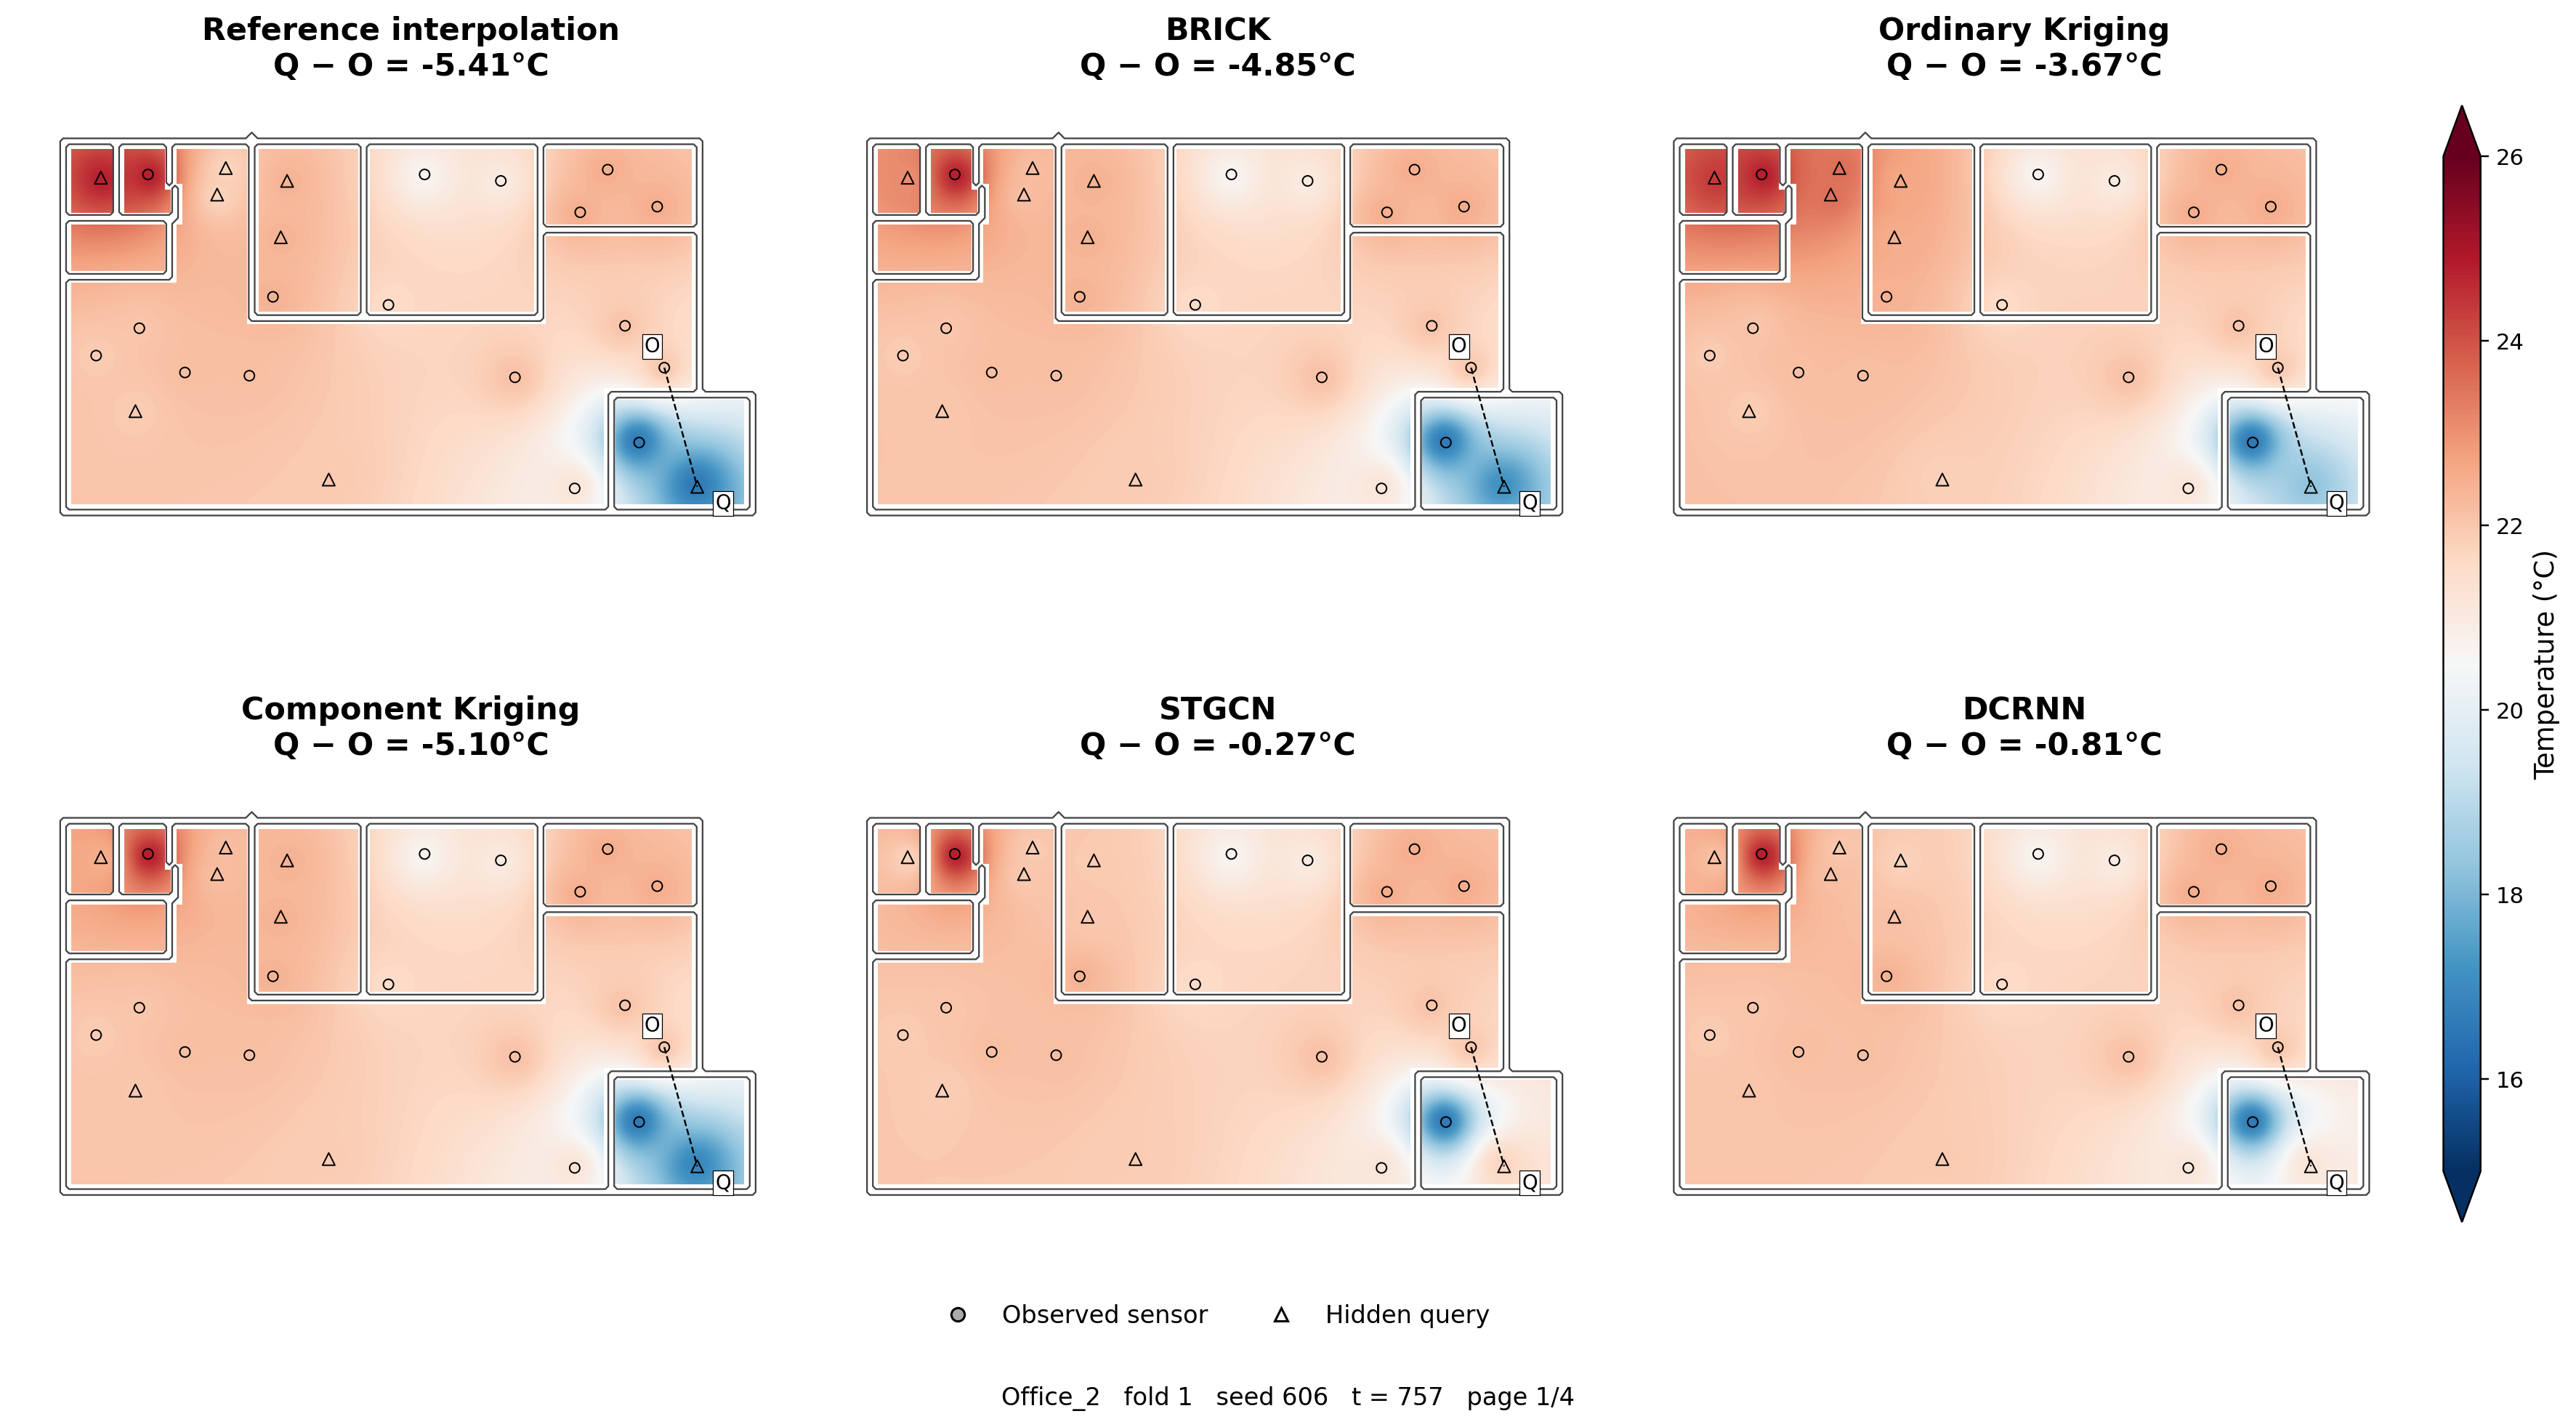 Reference interpolation
Q − O = -5.41°C
BRICK
Q − O = -4.85°C
Ordinary Kriging
Q − O = -3.67°C
O
Q
O
Q
O
Q
Component Kriging
Q − O = -5.10°C
STGCN
Q − O = -0.27°C
DCRNN
Q − O = -0.81°C
O
Q
O
Q
O
Q
26
24
22
20
18
16
Temperature (°C)
Observed sensor
Hidden query
Office_2 fold 1 seed 606 t = 757 page 1/4